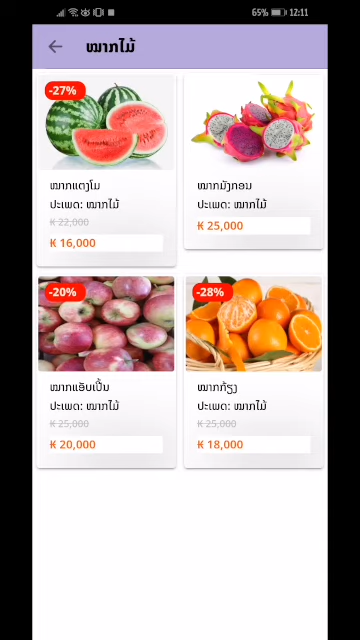 65% 12:11
ໝາກໄມ້
-27%
ໝາກແຕງໂມ
ປະເພດ: ໝາກໄມ້
₭ 22,000
₭ 16,000
ໝາກມັງກອນ
ປະເພດ: ໝາກໄມ້
₭ 25,000
-20%
ໝາກແອັບເປິ້ນ
ປະເພດ: ໝາກໄມ້
₭ 25,000
₭ 20,000
-28%
ໝາກກ້ຽງ
ປະເພດ: ໝາກໄມ້
₭ 25,000
₭ 18,000